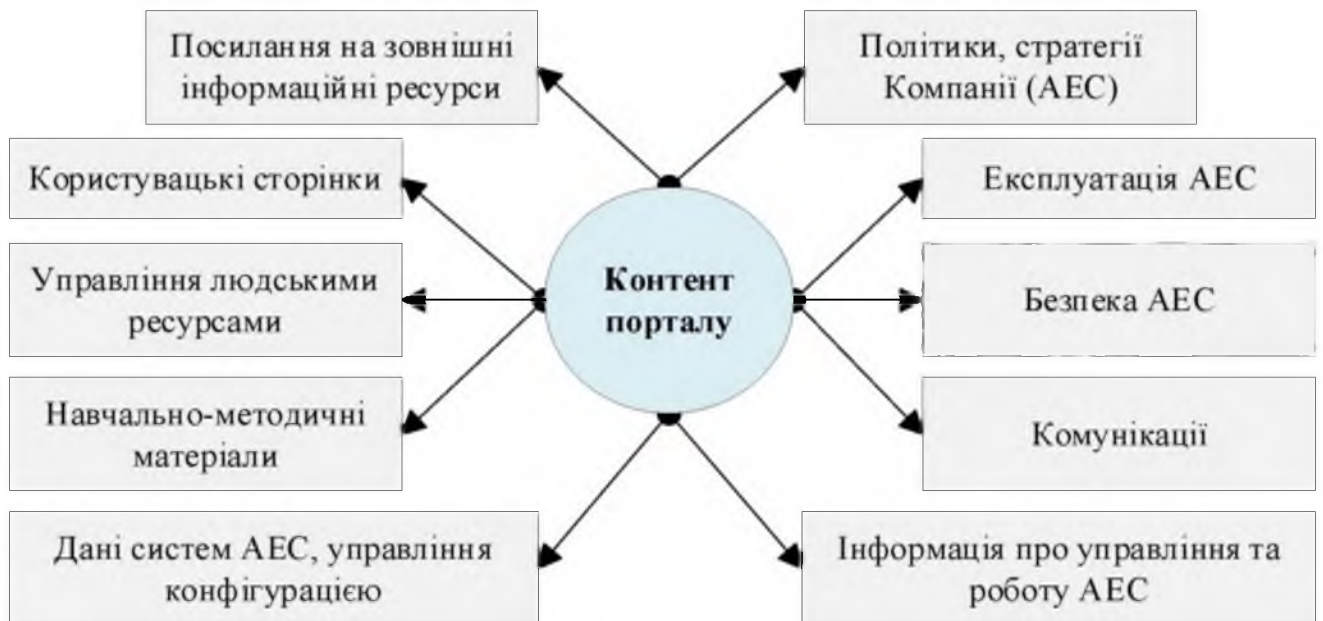 Посилання на зовнішні
інформаційні ресурси
Політики, стратегії
Компанії (АЕС)
Користувацькі сторінки
Експлуатація АЕС
Управління людськими
ресурсами
Контент
порталу
Безпека АЕС
Навчально-методичні
матеріали
Комунікації
Дані систем АЕС, управління
конфігурацією
Інформація про управління та
роботу АЕС